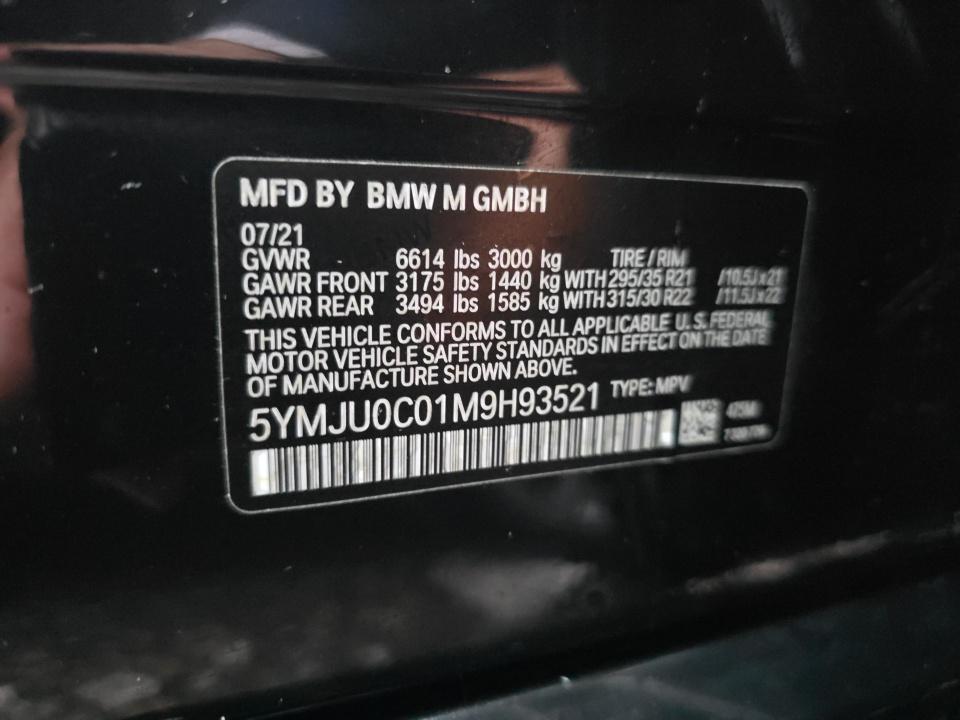 MFD BY BMW M GMBH
07/21
GVWR 6614 lbs 3000 kg TIRE / RIM
GAWR FRONT 3175 lbs 1440 kg WITH 295/35 R21 /10.5J x 21
GAWR REAR 3494 lbs 1585 kg WITH 315/30 R22 /11.5J x 22
THIS VEHICLE CONFORMS TO ALL APPLICABLE U.S. FEDERAL
MOTOR VEHICLE SAFETY STANDARDS IN EFFECT ON THE DATE
OF MANUFACTURE SHOWN ABOVE.
5YMJU0C01M9H93521 TYPE: MPV